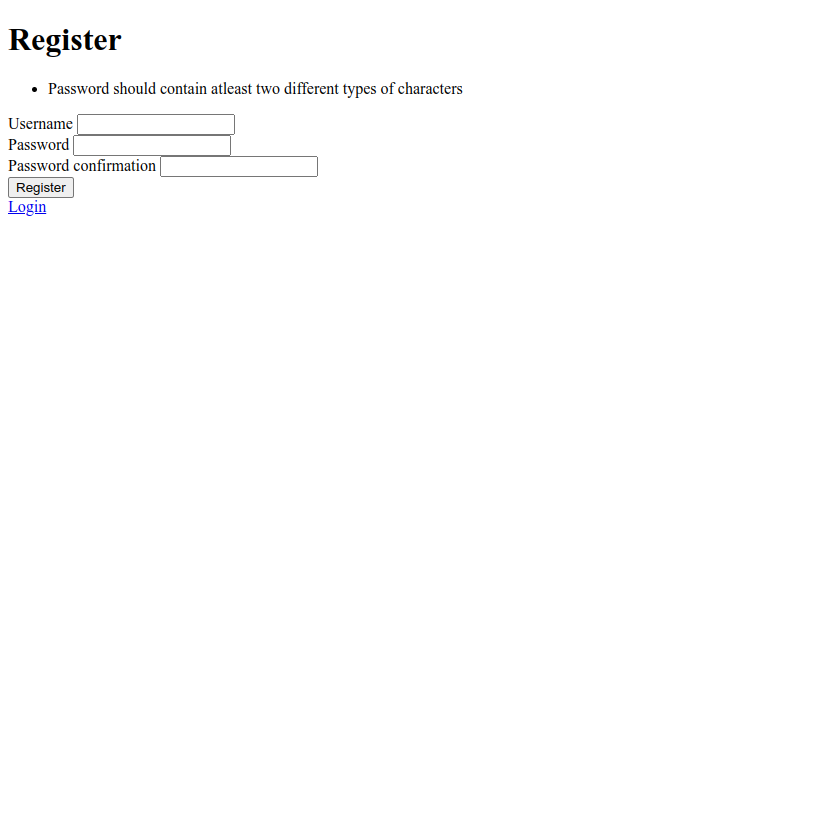 Register
Password should contain atleast two different types of characters
Username
Password
Password confirmation
Register
Login